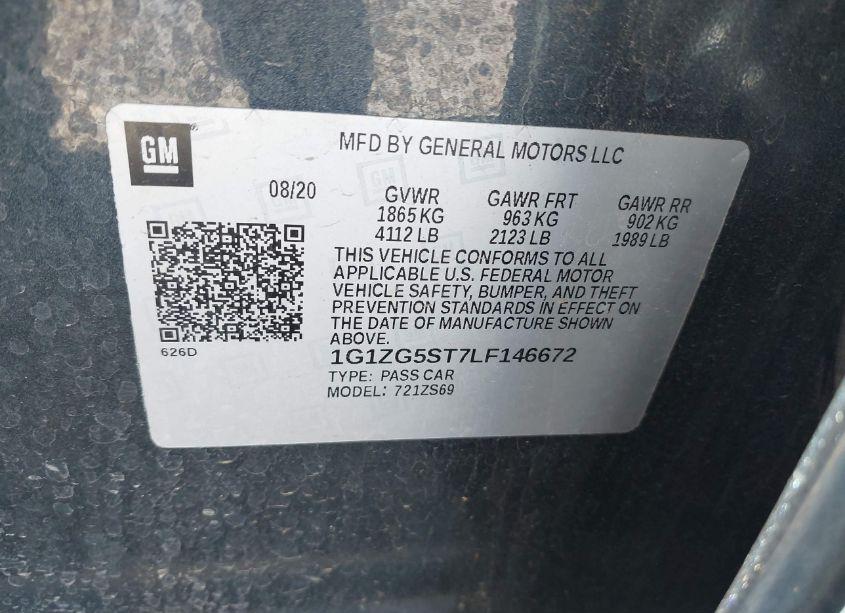 GM
MFD BY GENERAL MOTORS LLC
08/20
GVWR
1865 KG
4112 LB
GAWR FRT
963 KG
2123 LB
GAWR RR
902 KG
1989 LB
THIS VEHICLE CONFORMS TO ALL
APPLICABLE U.S. FEDERAL MOTOR
VEHICLE SAFETY, BUMPER, AND THEFT
PREVENTION STANDARDS IN EFFECT ON
THE DATE OF MANUFACTURE SHOWN
ABOVE.
626D
1G1ZG5ST7LF146672
TYPE: PASS CAR
MODEL: 721ZS69